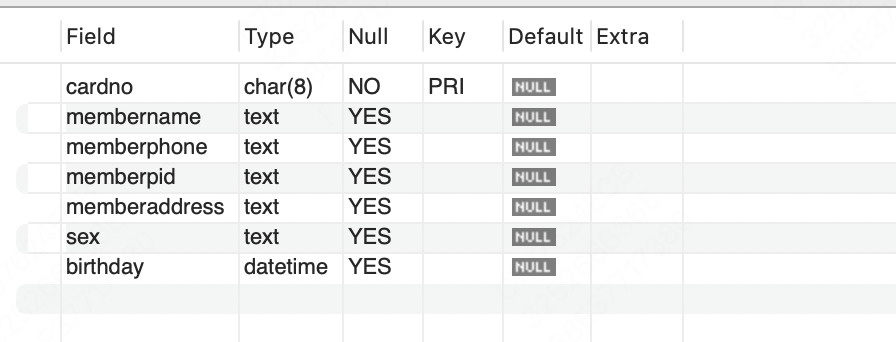 Field Type Null Key Default Extra
cardno char(8) NO PRI NULL
membername text YES NULL
memberphone text YES NULL
memberpid text YES NULL
memberaddress text YES NULL
sex text YES NULL
birthday datetime YES NULL